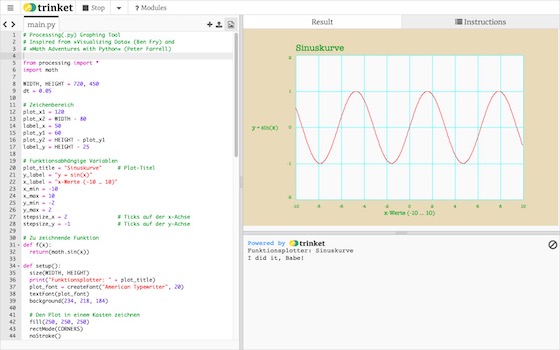 trinket
Stop
? Modules
main.py
1 # Processing(.py) Graphing Tool
2 # Inspired from »Visualizing Data« (Ben Fry) and
3 # »Math Adventures with Python« (Peter Farrell)
4
5 from processing import *
6 import math
7
8 WIDTH, HEIGHT = 720, 450
9 dt = 0.05
10
11 # Zeichenbereich
12 plot_x1 = 120
13 plot_x2 = WIDTH - 80
14 label_x = 50
15 plot_y1 = 60
16 plot_y2 = HEIGHT - plot_y1
17 label_y = HEIGHT - 25
18
19 # Funktionsabhängige Variablen
20 plot_title = "Sinuskurve" # Plot-Titel
21 y_label = "y = sin(x)"
22 x_label = "x-Werte (-10 … 10)"
23 x_min = -10
24 x_max = 10
25 y_min = -2
26 y_max = 2
27 stepsize_x = 2 # Ticks auf der x-Achse
28 stepsize_y = -1 # Ticks auf der y-Achse
29
30 # Zu zeichnende Funktion
31 def f(x):
32 return(math.sin(x))
33
34
35 def setup():
36 size(WIDTH, HEIGHT)
37 print("Funktionsplotter: " + plot_title)
38 plot_font = createFont("American Typewriter", 20)
39 textFont(plot_font)
40 background(234, 218, 184)
41 # Den Plot in einem Kasten zeichnen
42 fill(250, 250, 250)
43 rectMode(CORNERS)
44 noStroke()
Result
Instructions
Sinuskurve
2
1
y = sin(x)
0
-1
-2
-10 -8 -6 -4 -2 0 2 4 6 8 10
x-Werte (-10 … 10)
Powered by trinket
Funktionsplotter: Sinuskurve
I did it, Babe!